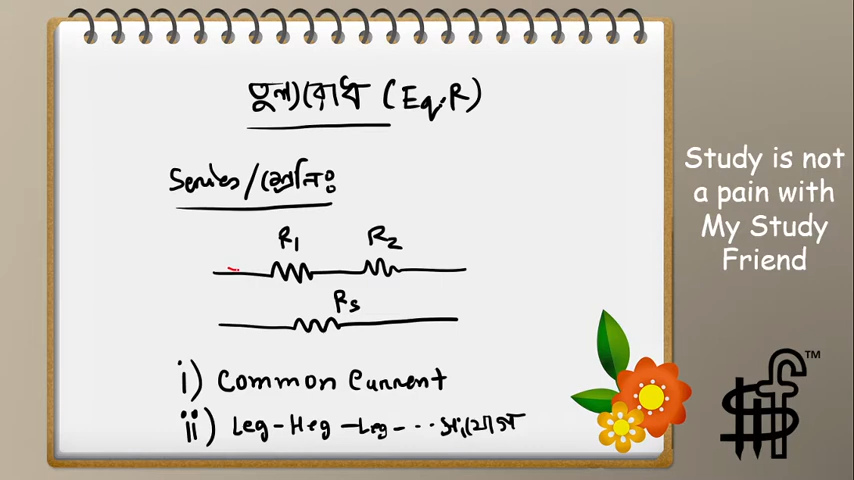 তুল্যরোধ (Eq.R)
Series/শ্রেণিঃ
R1 R2
Rs
i) Common Current
ii) Leg - Heg - Leg - ...
Study is not
a pain with
My Study
Friend
TM